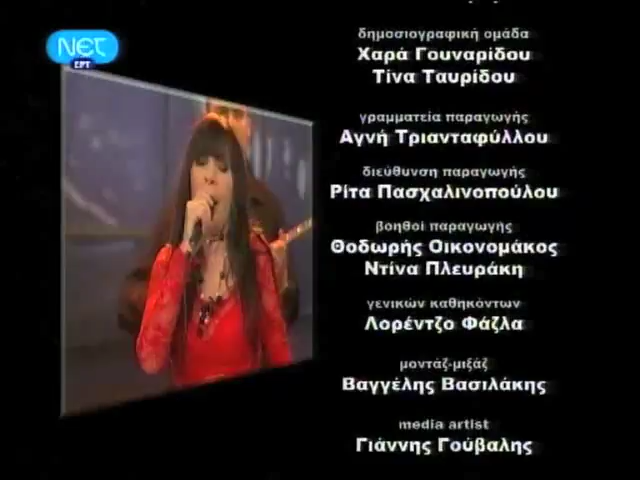 NET
ΕΡΤ
δημοσιογραφική ομάδα
Χαρά Γουναρίδου
Τίνα Ταυρίδου
γραμματεία παραγωγής
Αγνή Τριανταφύλλου
διεύθυνση παραγωγής
Ρίτα Πασχαλινοπούλου
βοηθοί παραγωγής
Θοδωρής Οικονομάκος
Ντίνα Πλευράκη
γενικών καθηκόντων
Λορέντζο Φάζλα
μοντάζ-μιξάζ
Βαγγέλης Βασιλάκης
media artist
Γιάννης Γούβαλης